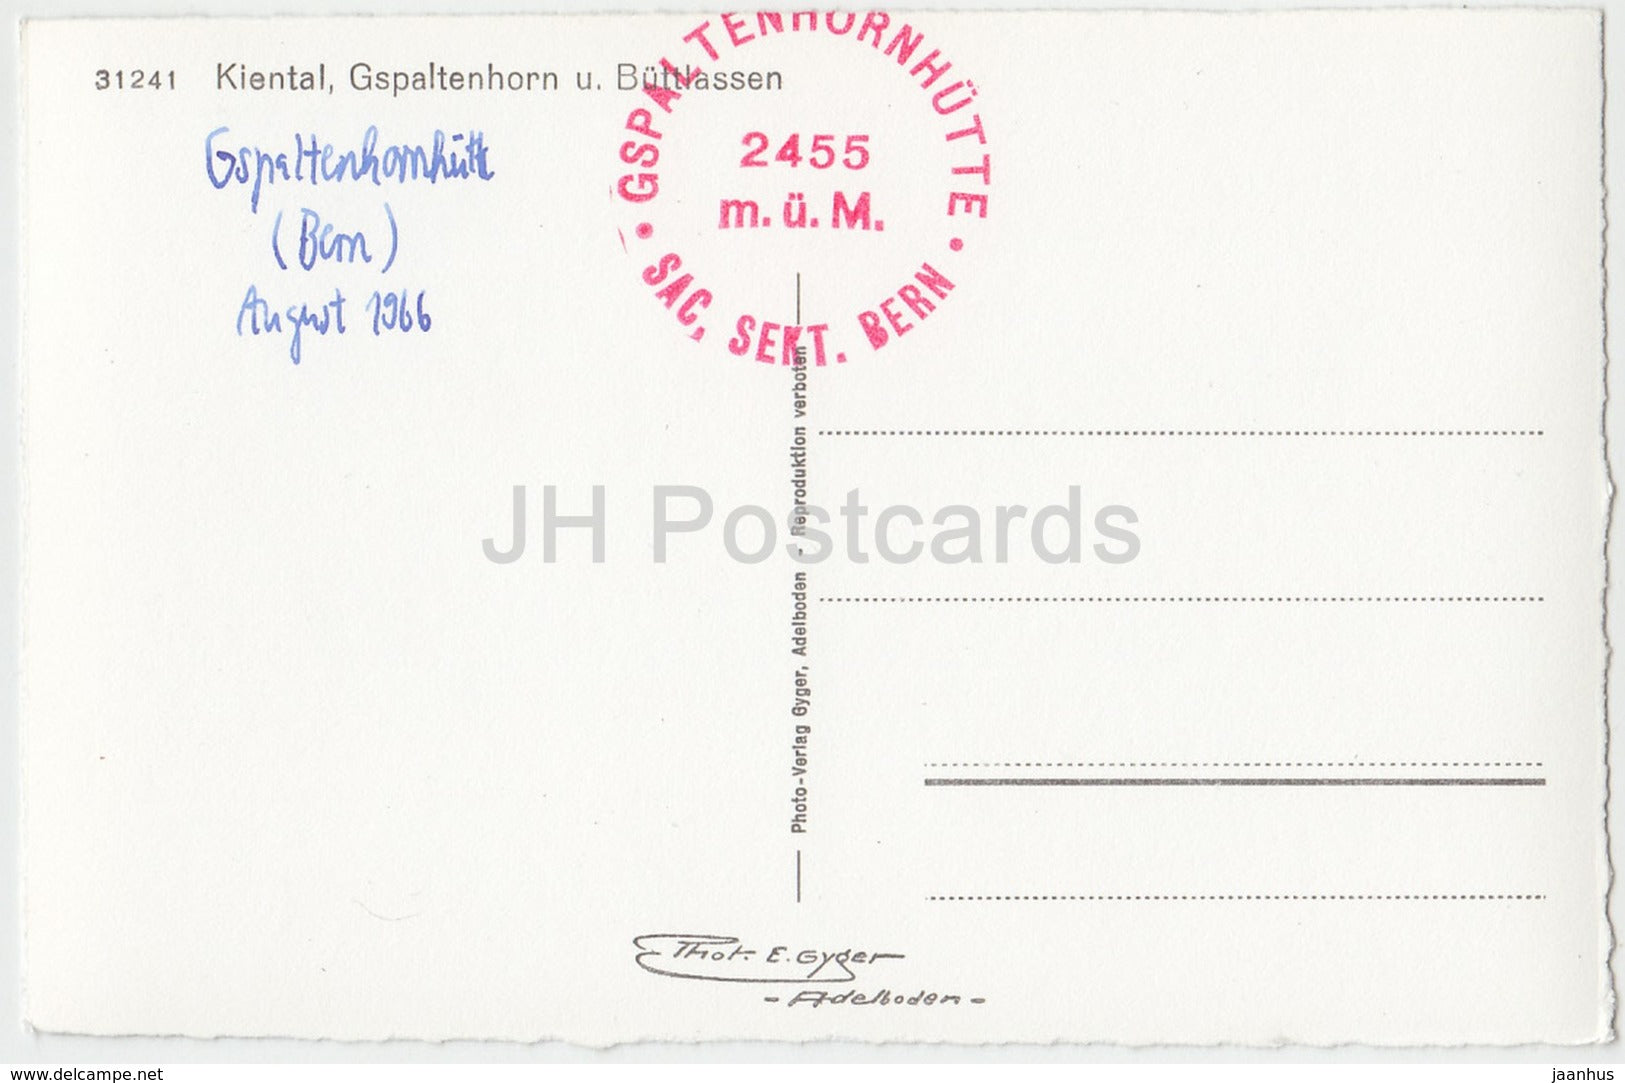 31241 Kiental, Gspaltenhorn u. Büttlassen
GSPALTENHORNHÜTTE
2455
m. ü. M.
• SAC, SEKT. BERN •
Gspaltenhornhütte
(Bern)
August 1966
Photo-Verlag Gyger, Adelboden - Reproduktion verboten
JH Postcards
Phot. E. Gyger
- Adelboden -
www.delcampe.net
jaanhus